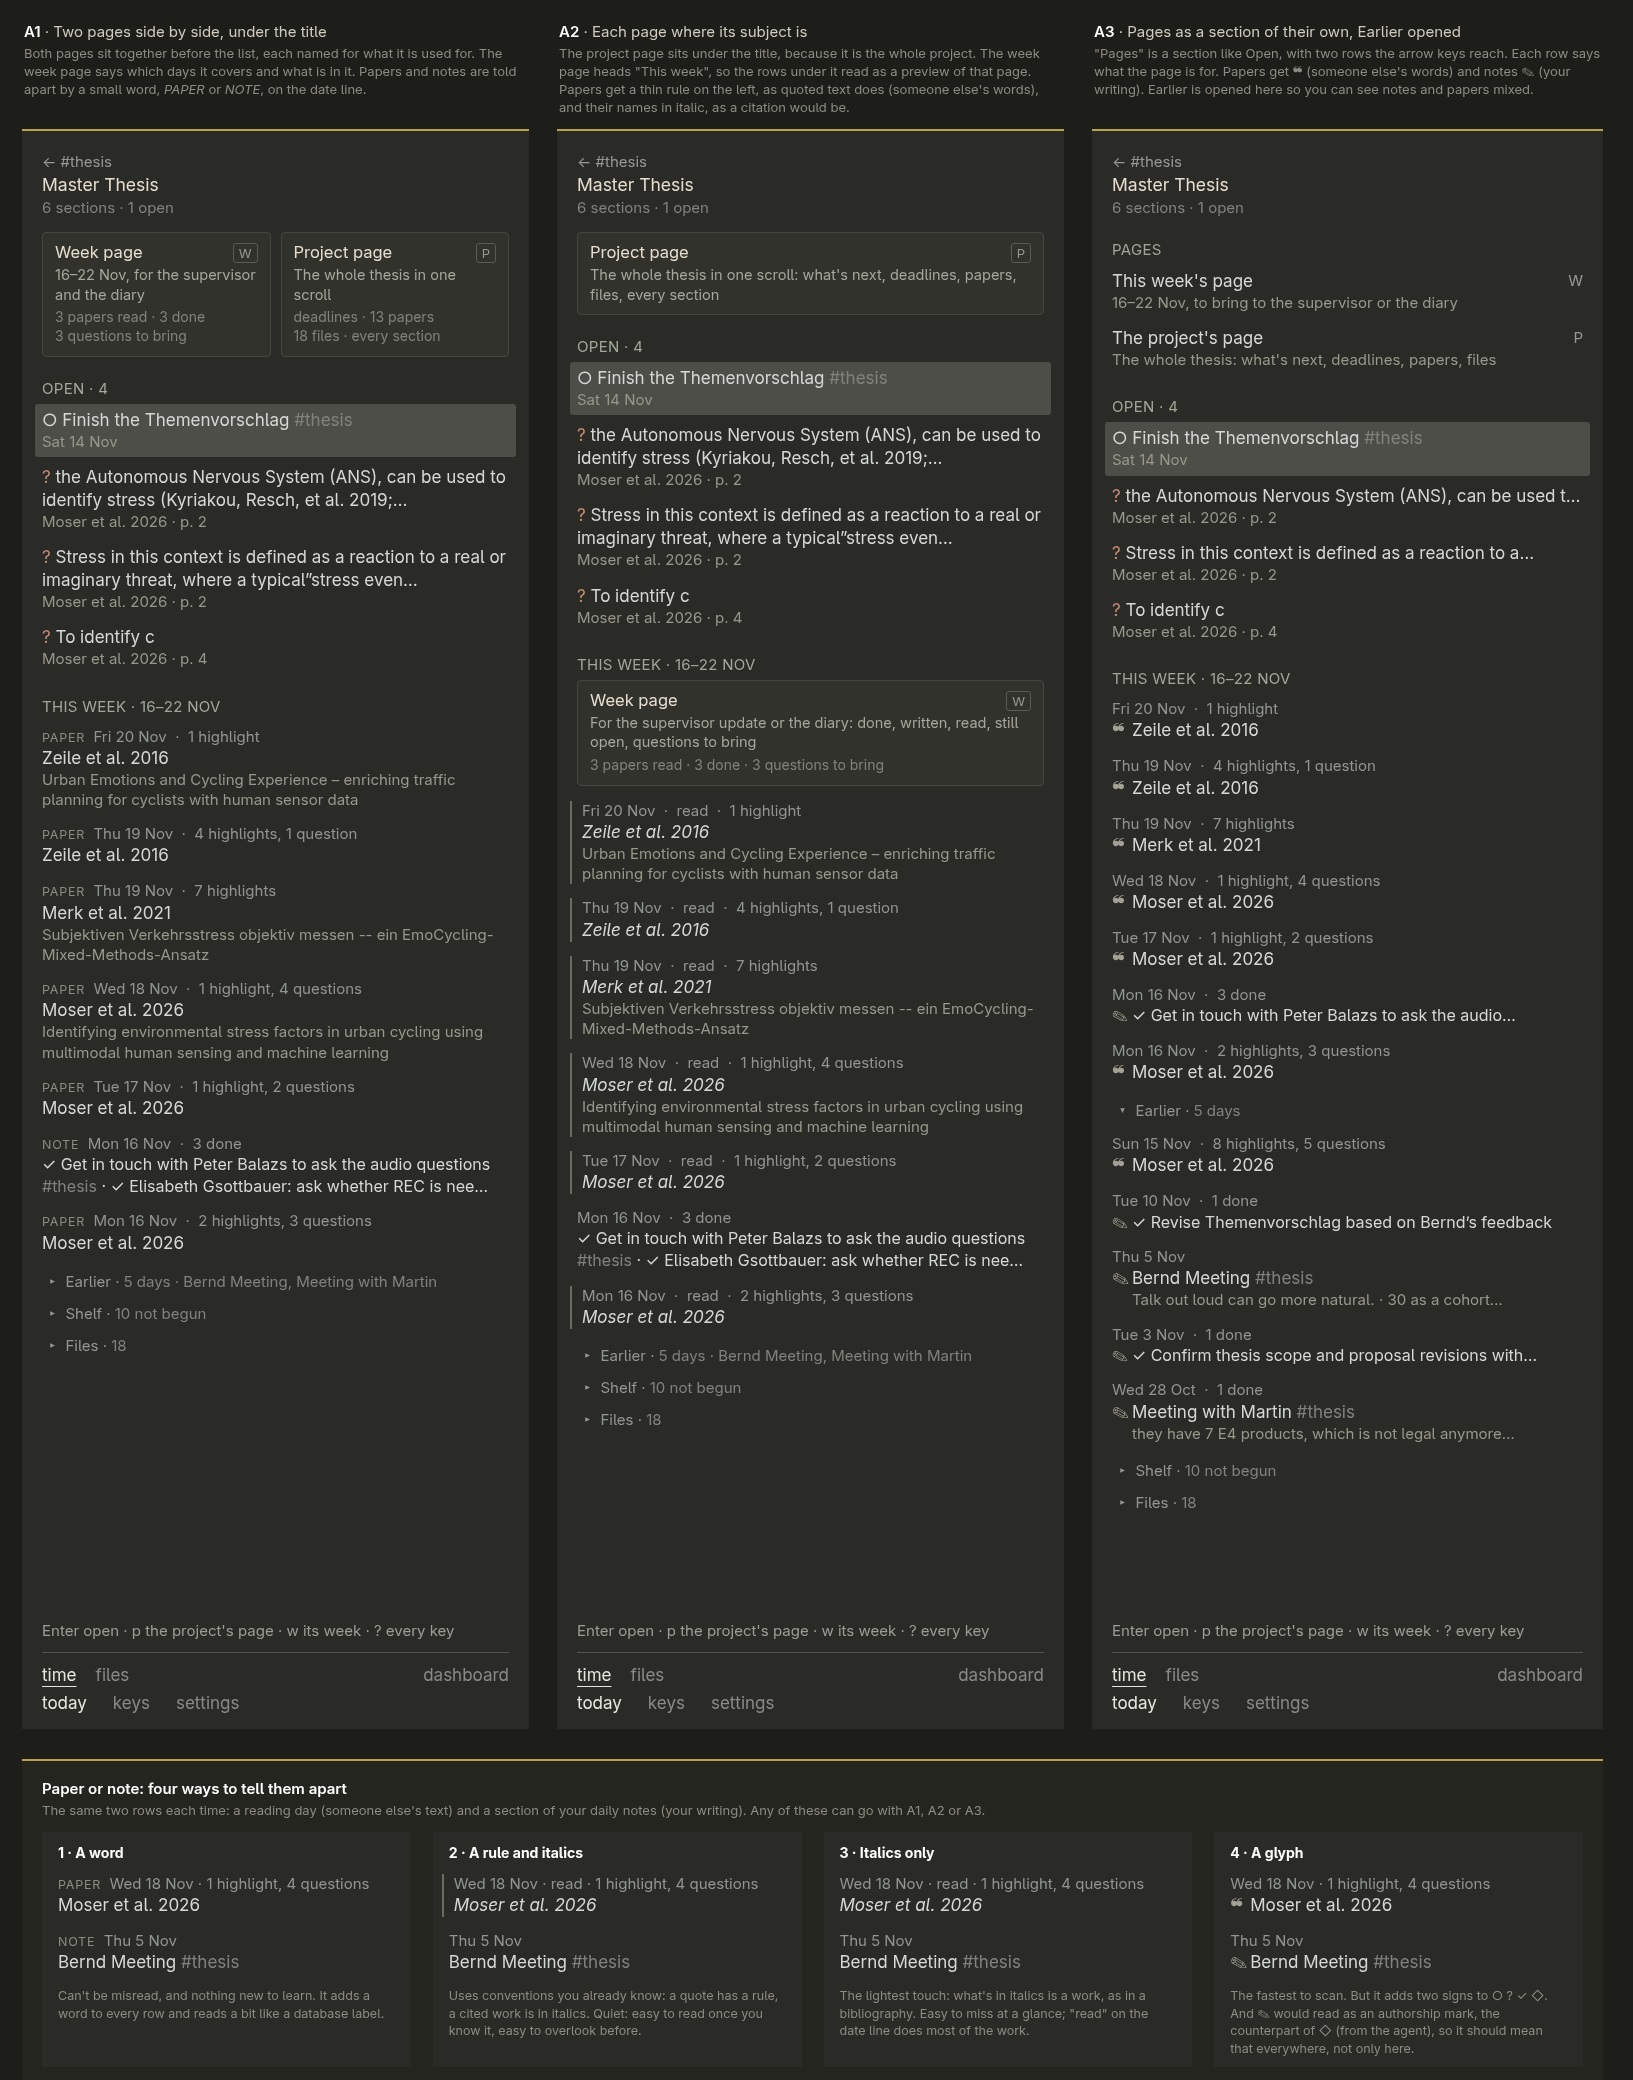 A1 · Two pages side by side, under the title
Both pages sit together before the list, each named for what it is used for. The
week page says which days it covers and what is in it. Papers and notes are told
apart by a small word, PAPER or NOTE, on the date line.
← #thesis
Master Thesis
6 sections · 1 open
Week page W
16–22 Nov, for the supervisor
and the diary
3 papers read · 3 done
3 questions to bring
Project page P
The whole thesis in one
scroll
deadlines · 13 papers
18 files · every section
OPEN · 4
○ Finish the Themenvorschlag #thesis
Sat 14 Nov
? the Autonomous Nervous System (ANS), can be used to
identify stress (Kyriakou, Resch, et al. 2019;...
Moser et al. 2026 · p. 2
? Stress in this context is defined as a reaction to a real or
imaginary threat, where a typical”stress even...
Moser et al. 2026 · p. 2
? To identify c
Moser et al. 2026 · p. 4
THIS WEEK · 16–22 NOV
PAPER Fri 20 Nov · 1 highlight
Zeile et al. 2016
Urban Emotions and Cycling Experience – enriching traffic
planning for cyclists with human sensor data
PAPER Thu 19 Nov · 4 highlights, 1 question
Zeile et al. 2016
PAPER Thu 19 Nov · 7 highlights
Merk et al. 2021
Subjektiven Verkehrsstress objektiv messen -- ein EmoCycling-
Mixed-Methods-Ansatz
PAPER Wed 18 Nov · 1 highlight, 4 questions
Moser et al. 2026
Identifying environmental stress factors in urban cycling using
multimodal human sensing and machine learning
PAPER Tue 17 Nov · 1 highlight, 2 questions
Moser et al. 2026
NOTE Mon 16 Nov · 3 done
✓ Get in touch with Peter Balazs to ask the audio questions
#thesis · ✓ Elisabeth Gsottbauer: ask whether REC is nee...
PAPER Mon 16 Nov · 2 highlights, 3 questions
Moser et al. 2026
▸ Earlier · 5 days · Bernd Meeting, Meeting with Martin
▸ Shelf · 10 not begun
▸ Files · 18
Enter open · p the project's page · w its week · ? every key
time files dashboard
today keys settings
A2 · Each page where its subject is
The project page sits under the title, because it is the whole project. The week
page heads "This week", so the rows under it read as a preview of that page.
Papers get a thin rule on the left, as quoted text does (someone else's words),
and their names in italic, as a citation would be.
← #thesis
Master Thesis
6 sections · 1 open
Project page P
The whole thesis in one scroll: what's next, deadlines, papers,
files, every section
OPEN · 4
○ Finish the Themenvorschlag #thesis
Sat 14 Nov
? the Autonomous Nervous System (ANS), can be used to
identify stress (Kyriakou, Resch, et al. 2019;...
Moser et al. 2026 · p. 2
? Stress in this context is defined as a reaction to a real or
imaginary threat, where a typical”stress even...
Moser et al. 2026 · p. 2
? To identify c
Moser et al. 2026 · p. 4
THIS WEEK · 16–22 NOV
Week page W
For the supervisor update or the diary: done, written, read, still
open, questions to bring
3 papers read · 3 done · 3 questions to bring
Fri 20 Nov · read · 1 highlight
Zeile et al. 2016
Urban Emotions and Cycling Experience – enriching traffic
planning for cyclists with human sensor data
Thu 19 Nov · read · 4 highlights, 1 question
Zeile et al. 2016
Thu 19 Nov · read · 7 highlights
Merk et al. 2021
Subjektiven Verkehrsstress objektiv messen -- ein EmoCycling-
Mixed-Methods-Ansatz
Wed 18 Nov · read · 1 highlight, 4 questions
Moser et al. 2026
Identifying environmental stress factors in urban cycling using
multimodal human sensing and machine learning
Tue 17 Nov · read · 1 highlight, 2 questions
Moser et al. 2026
Mon 16 Nov · 3 done
✓ Get in touch with Peter Balazs to ask the audio questions
#thesis · ✓ Elisabeth Gsottbauer: ask whether REC is nee...
Mon 16 Nov · read · 2 highlights, 3 questions
Moser et al. 2026
▸ Earlier · 5 days · Bernd Meeting, Meeting with Martin
▸ Shelf · 10 not begun
▸ Files · 18
Enter open · p the project's page · w its week · ? every key
time files dashboard
today keys settings
A3 · Pages as a section of their own, Earlier opened
"Pages" is a section like Open, with two rows the arrow keys reach. Each row says
what the page is for. Papers get ❝ (someone else's words) and notes ✎ (your
writing). Earlier is opened here so you can see notes and papers mixed.
← #thesis
Master Thesis
6 sections · 1 open
PAGES
This week's page W
16–22 Nov, to bring to the supervisor or the diary
The project's page P
The whole thesis: what's next, deadlines, papers, files
OPEN · 4
○ Finish the Themenvorschlag #thesis
Sat 14 Nov
? the Autonomous Nervous System (ANS), can be used t...
Moser et al. 2026 · p. 2
? Stress in this context is defined as a reaction to a...
Moser et al. 2026 · p. 2
? To identify c
Moser et al. 2026 · p. 4
THIS WEEK · 16–22 NOV
Fri 20 Nov · 1 highlight
❝ Zeile et al. 2016
Thu 19 Nov · 4 highlights, 1 question
❝ Zeile et al. 2016
Thu 19 Nov · 7 highlights
❝ Merk et al. 2021
Wed 18 Nov · 1 highlight, 4 questions
❝ Moser et al. 2026
Tue 17 Nov · 1 highlight, 2 questions
❝ Moser et al. 2026
Mon 16 Nov · 3 done
✎ ✓ Get in touch with Peter Balazs to ask the audio...
Mon 16 Nov · 2 highlights, 3 questions
❝ Moser et al. 2026
▾ Earlier · 5 days
Sun 15 Nov · 8 highlights, 5 questions
❝ Moser et al. 2026
Tue 10 Nov · 1 done
✎ ✓ Revise Themenvorschlag based on Bernd’s feedback
Thu 5 Nov
✎ Bernd Meeting #thesis
Talk out loud can go more natural. · 30 as a cohort...
Tue 3 Nov · 1 done
✎ ✓ Confirm thesis scope and proposal revisions with...
Wed 28 Oct · 1 done
✎ Meeting with Martin #thesis
they have 7 E4 products, which is not legal anymore...
▸ Shelf · 10 not begun
▸ Files · 18
Enter open · p the project's page · w its week · ? every key
time files dashboard
today keys settings
Paper or note: four ways to tell them apart
The same two rows each time: a reading day (someone else's text) and a section of your daily notes (your writing). Any of these can go with A1, A2 or A3.
1 · A word
PAPER Wed 18 Nov · 1 highlight, 4 questions
Moser et al. 2026
NOTE Thu 5 Nov
Bernd Meeting #thesis
Can't be misread, and nothing new to learn. It adds a
word to every row and reads a bit like a database label.
2 · A rule and italics
Wed 18 Nov · read · 1 highlight, 4 questions
Moser et al. 2026
Thu 5 Nov
Bernd Meeting #thesis
Uses conventions you already know: a quote has a rule,
a cited work is in italics. Quiet: easy to read once you
know it, easy to overlook before.
3 · Italics only
Wed 18 Nov · read · 1 highlight, 4 questions
Moser et al. 2026
Thu 5 Nov
Bernd Meeting #thesis
The lightest touch: what's in italics is a work, as in a
bibliography. Easy to miss at a glance; "read" on the
date line does most of the work.
4 · A glyph
Wed 18 Nov · 1 highlight, 4 questions
❝ Moser et al. 2026
Thu 5 Nov
✎ Bernd Meeting #thesis
The fastest to scan. But it adds two signs to ○ ? ✓ ◇.
And ✎ would read as an authorship mark, the
counterpart of ◇ (from the agent), so it should mean
that everywhere, not only here.